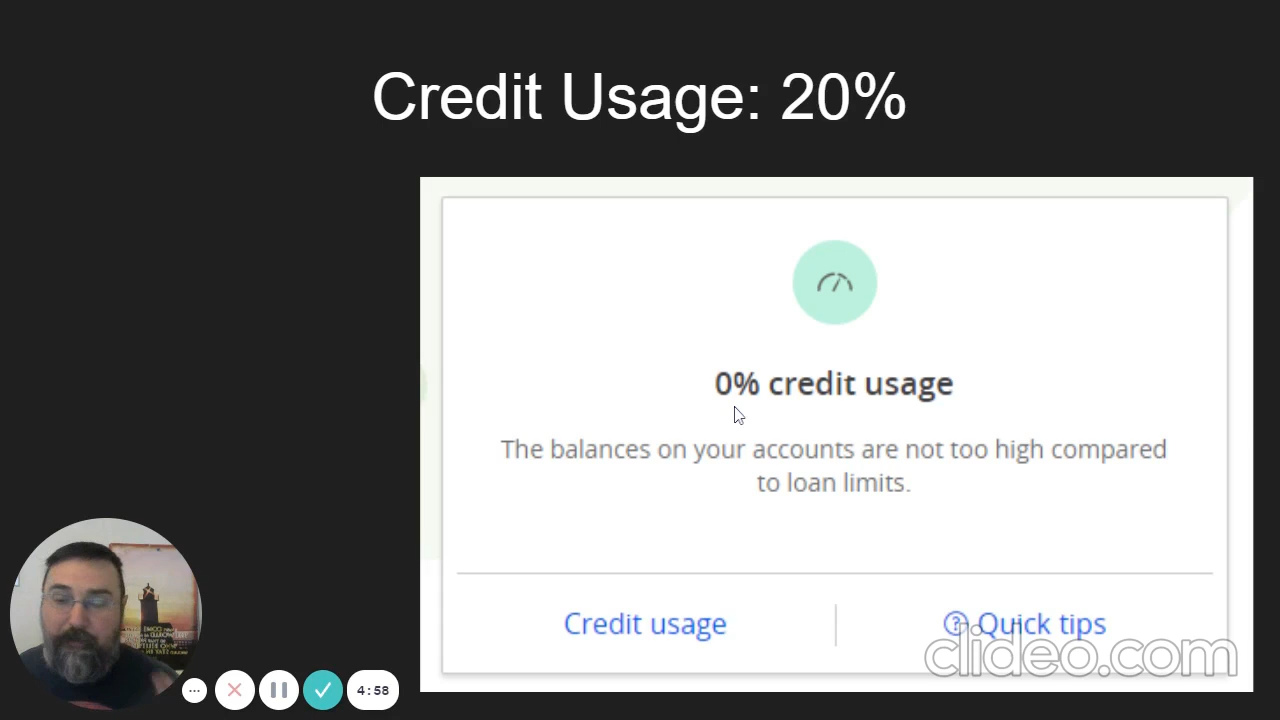 Credit Usage: 20%
0% credit usage
The balances on your accounts are not too high compared
to loan limits.
Credit usage
Quick tips
clideo.com
4:58